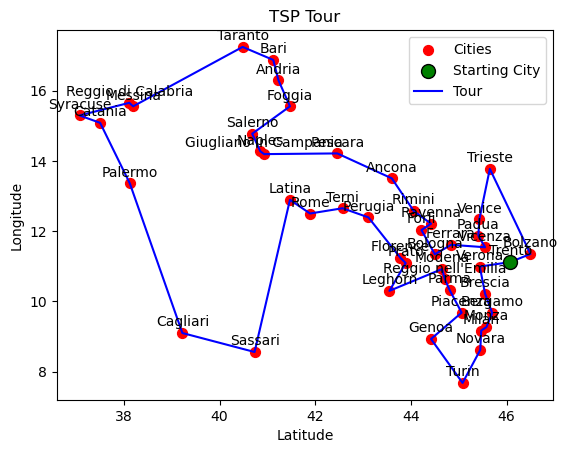 TSP Tour
Cities
Starting City
Tour
Taranto
Bari
Andria
Foggia
Reggio di Calabria
Messina
Syracuse
Catania
Salerno
Naples
Giugliano in Campania
Pescara
Palermo
Ancona
Trieste
Latina
Rome
Terni
Perugia
Rimini
Ravenna
Forlì
Venice
Padua
Ferrara
Vicenza
Bologna
Bolzano
Trento
Florence
Prato
Modena
Verona
Leghorn
Reggio nell'Emilia
Parma
Brescia
Piacenza
Bergamo
Monza
Milan
Cagliari
Sassari
Genoa
Novara
Turin
16
14
12
10
8
38
40
42
44
46
Longitude
Latitude